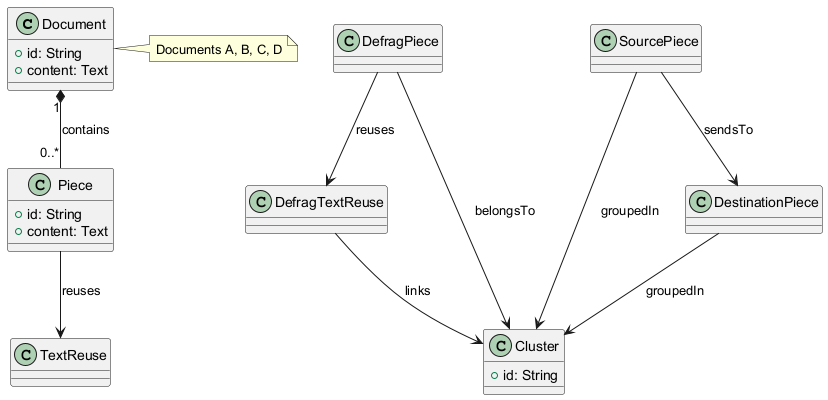 C Document
+ id: String
+ content: Text
Documents A, B, C, D
C DefragPiece
C SourcePiece
1
contains
0..*
reuses
sendsTo
C Piece
+ id: String
+ content: Text
C DefragTextReuse
C DestinationPiece
belongsTo
groupedIn
reuses
links
groupedIn
C TextReuse
C Cluster
+ id: String